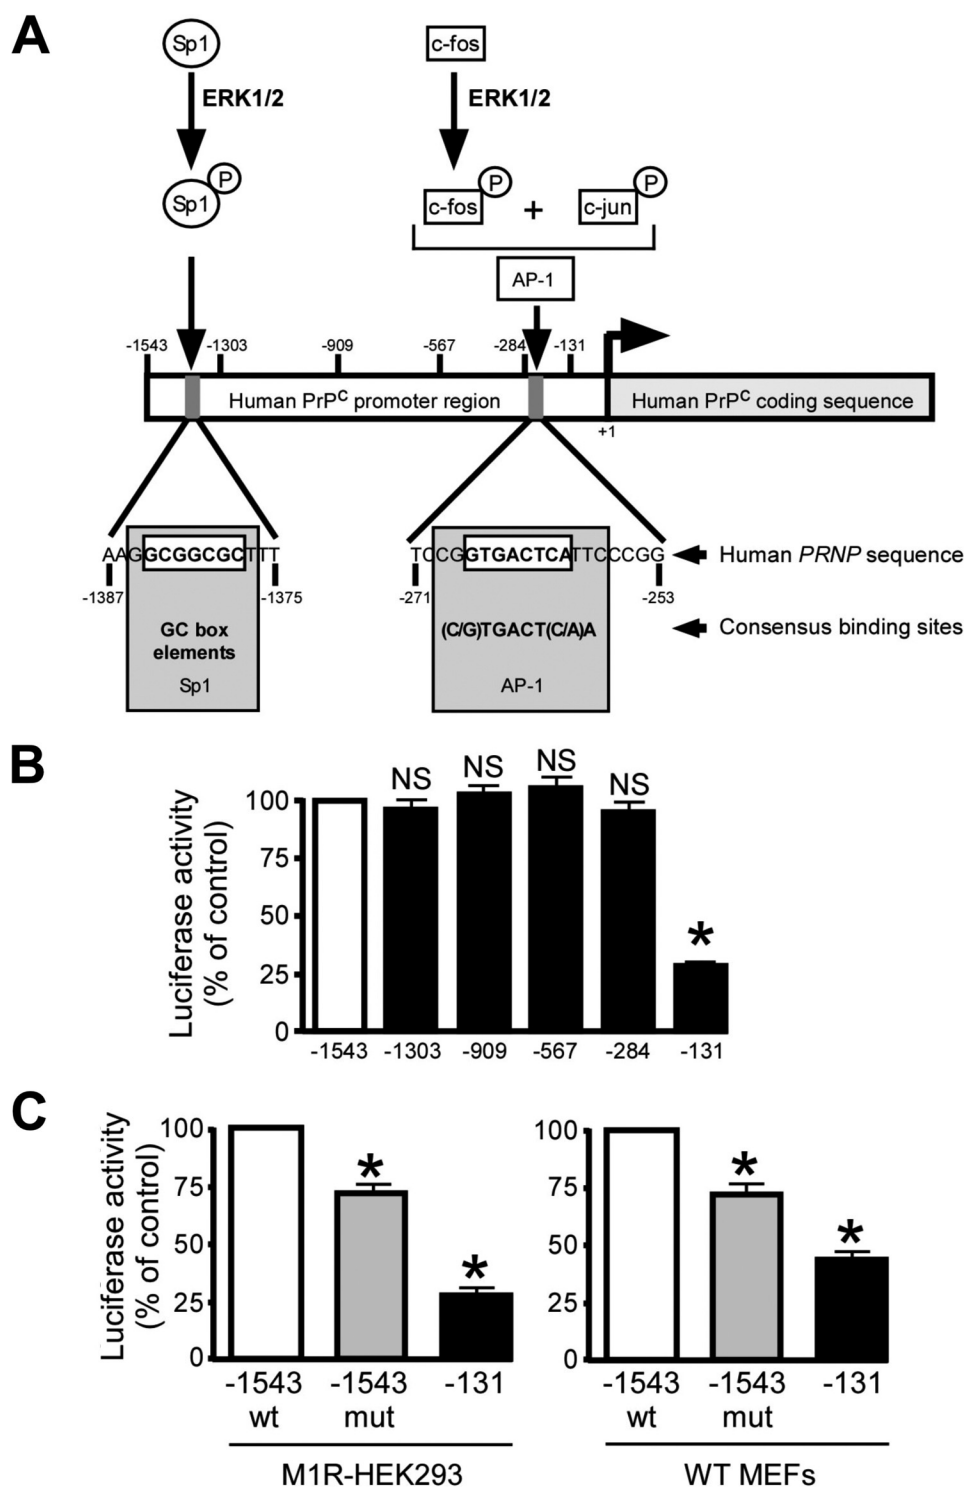 A
Sp1
c-fos
ERK1/2
ERK1/2
Sp1
P
c-fos
P
+
c-jun
P
AP-1
-1543
-1303
-909
-567
-284
-131
Human PrPC promoter region
Human PrPC coding sequence
+1
AAGGCGGCGCTTT
TCCGGTGACTCATTCCCGG
Human PRNP sequence
-1387
-1375
-271
-253
GC box
elements
(C/G)TGACT(C/A)A
Consensus binding sites
Sp1
AP-1
B
Luciferase activity
(% of control)
100
75
50
25
0
NS
NS
NS
NS
*
-1543
-1303
-909
-567
-284
-131
C
Luciferase activity
(% of control)
100
75
50
25
0
*
*
-1543
wt
-1543
mut
-131
M1R-HEK293
100
75
50
25
0
*
*
-1543
wt
-1543
mut
-131
WT MEFs